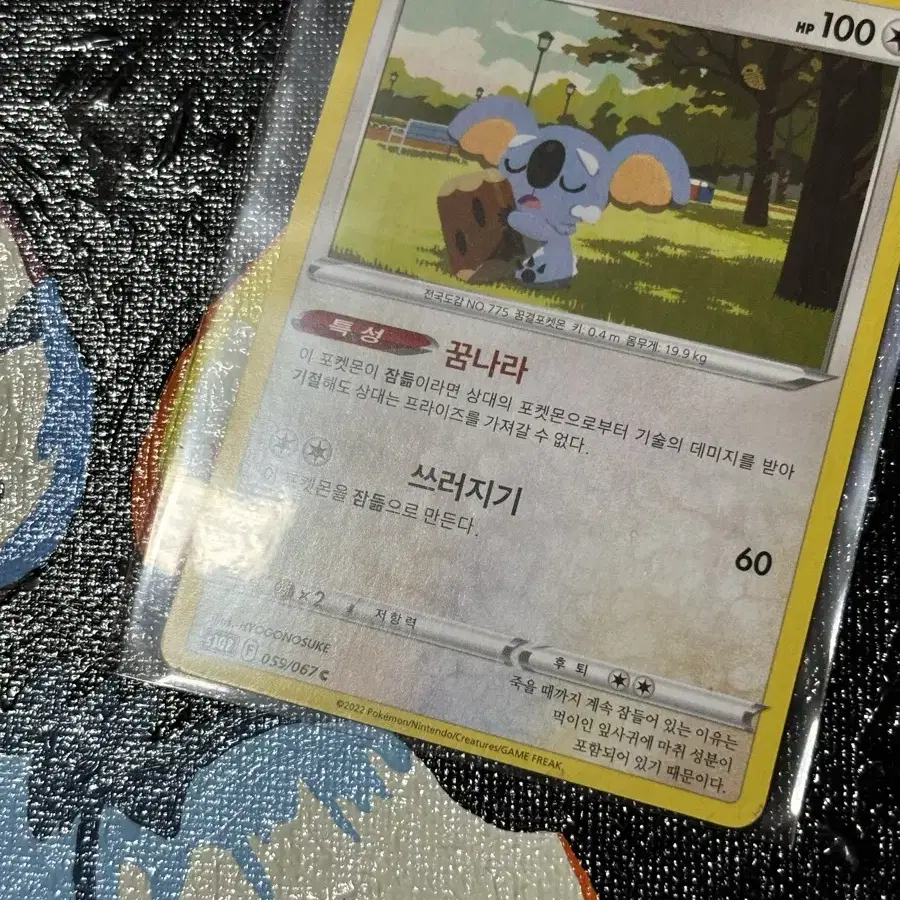 HP 100
전국도감 NO.775 꿈결포켓몬 키: 0.4 m 몸무게: 19.9 kg
특성 꿈나라
이 포켓몬이 잠듦이라면 상대의 포켓몬으로부터 기술의 데미지를 받아
기절해도 상대는 프라이즈를 가져갈 수 없다.
쓰러지기 60
이 포켓몬을 잠듦으로 만든다.
×2 저항력
후퇴
Illus. HYOGONOSUKE
F 059/067 C
죽을 때까지 계속 잠들어 있는 이유는
먹이인 잎사귀에 마취 성분이
포함되어 있기 때문이다.
©2022 Pokémon/Nintendo/Creatures/GAME FREAK